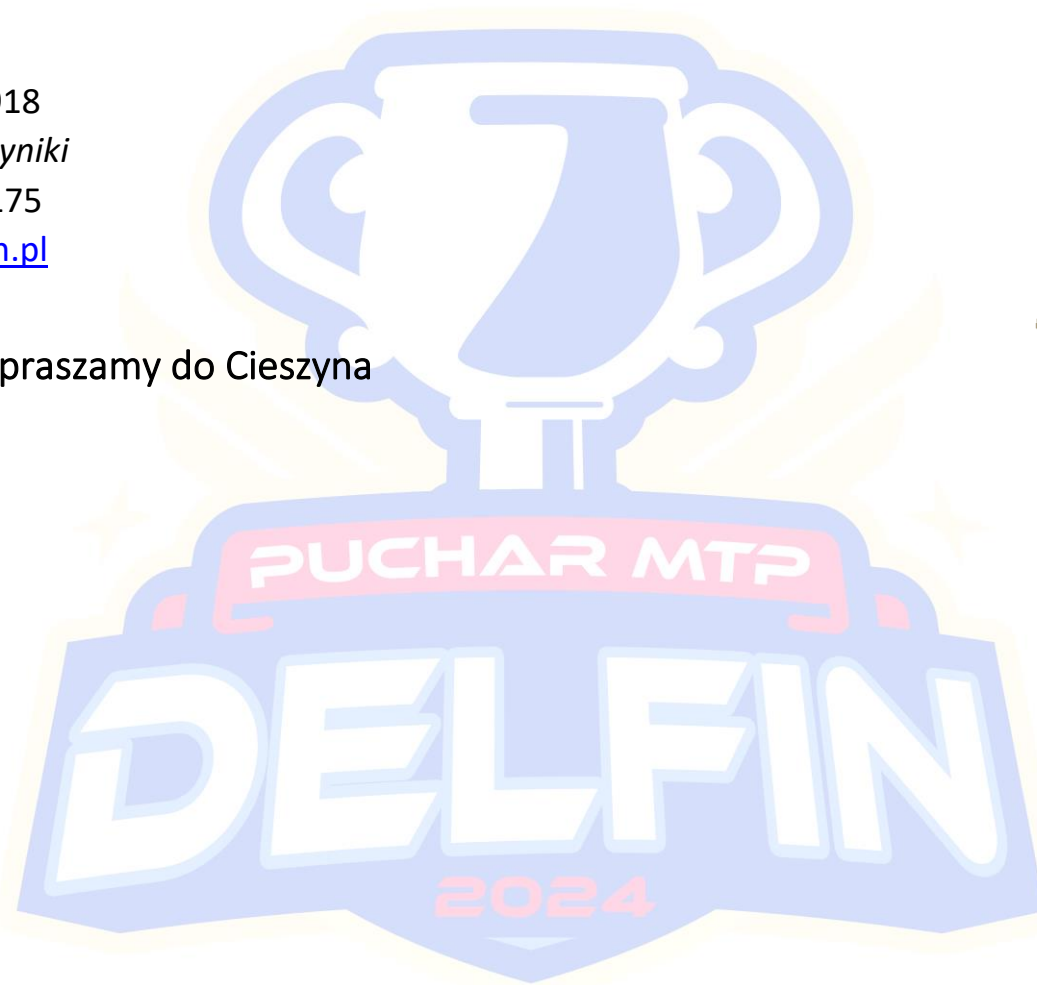 018
yniki
175
n.pl
praszamy do Cieszyna
PUCHAR MTP
DELFIN
2024